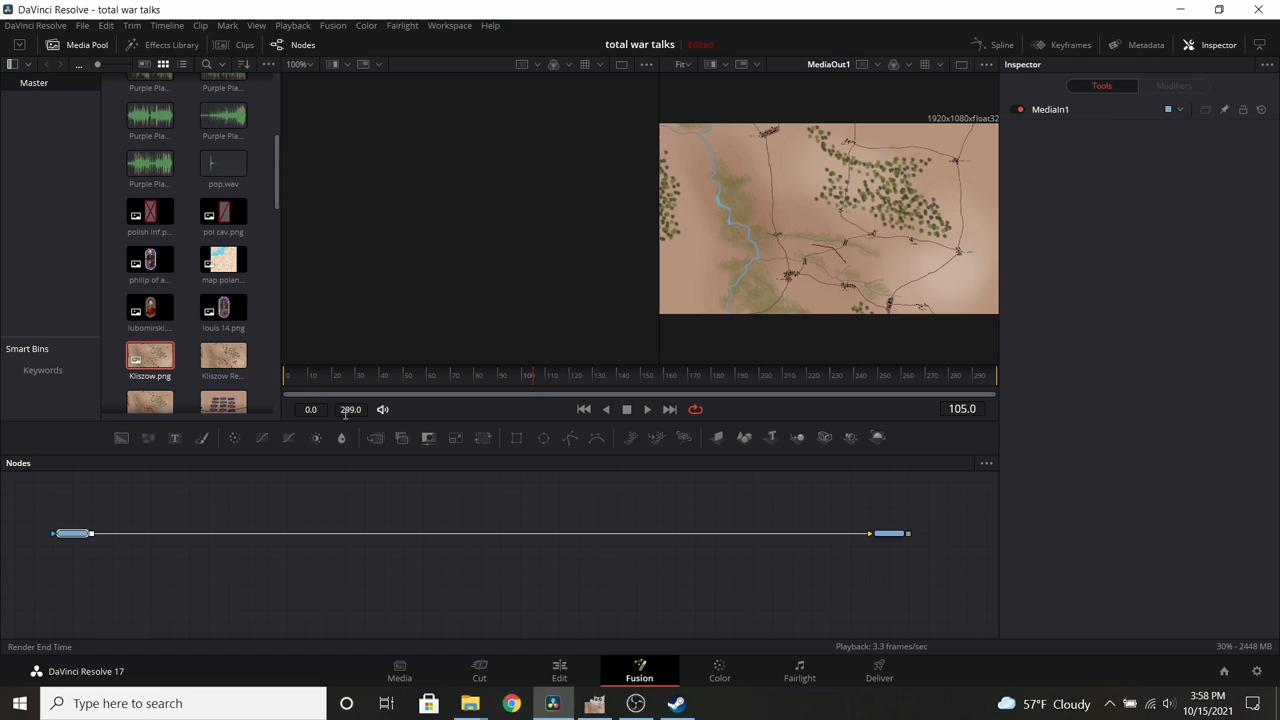 DaVinci Resolve - total war talks
DaVinci Resolve File Edit Trim Timeline Clip Mark View Playback Fusion Color Fairlight Workspace Help
Media Pool Effects Library Clips Nodes total war talks Edited Spline Keyframes Metadata Inspector
... 100% Fit MediaOut1 Inspector
Master
Tools Modifiers
MediaIn1
1920x1080xfloat32
Purple Pla... Purple Pla...
Purple Pla... Purple Pla...
Purple Pla... pop.wav
polish inf.p... pol cav.png
philip of a... map polan...
lubomirski.... louis 14.png
Kliszow.png Kliszow Re...
Smart Bins
Keywords
0 10 20 30 40 50 60 70 80 90 100 110 120 130 140 150 160 170 180 190 200 210 220 230 240 250 260 270 280 290
0.0 299.0 105.0
Nodes
Render End Time Playback: 3.3 frames/sec 30% - 2448 MB
DaVinci Resolve 17 Media Cut Edit Fusion Color Fairlight Deliver
Type here to search 57°F Cloudy 3:58 PM
10/15/2021